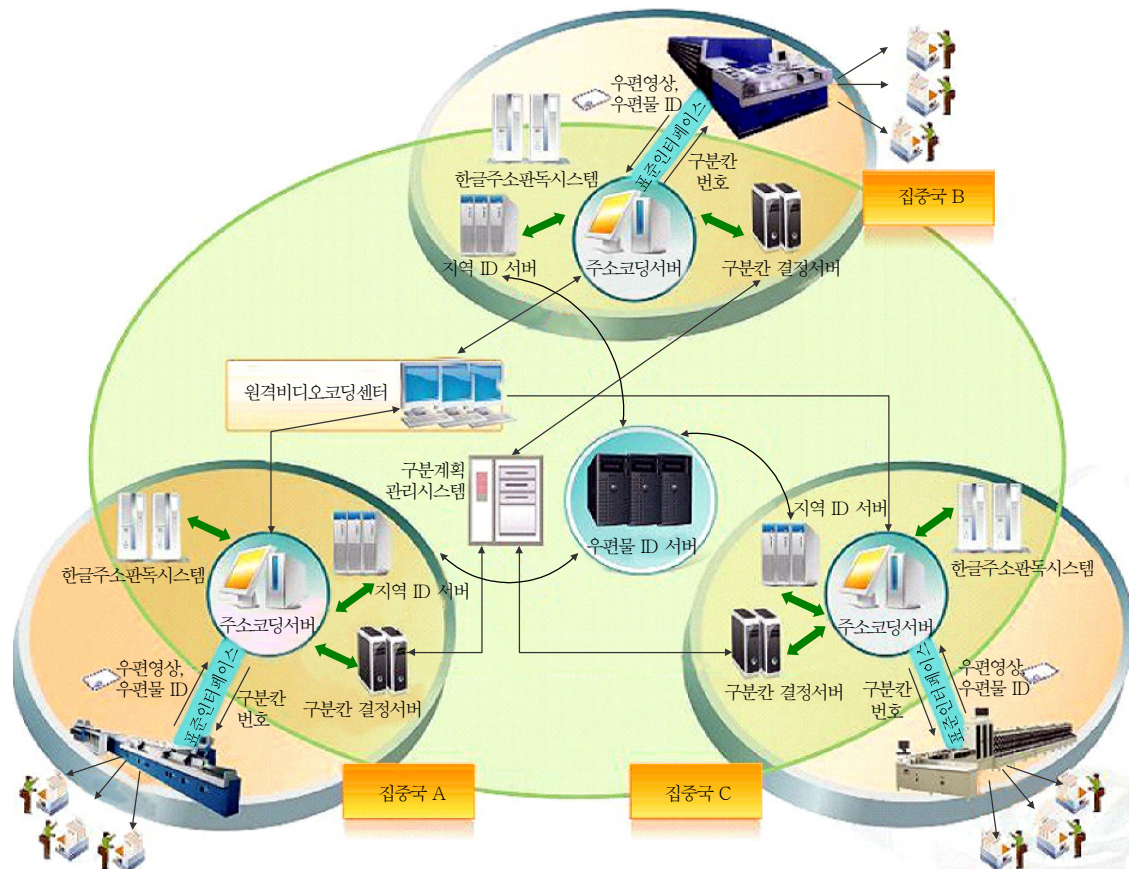 우편영상,
우편물 ID
표준인터페이스
구분칸
번호
한글주소판독시스템
집중국 B
지역 ID 서버
주소코딩서버
구분칸 결정서버
원격비디오코딩센터
구분계획
관리시스템
우편물 ID 서버
한글주소판독시스템
주소코딩서버
지역 ID 서버
우편영상,
우편물 ID
표준인터페이스
구분칸
번호
구분칸 결정서버
집중국 A
지역 ID 서버
한글주소판독시스템
주소코딩서버
구분칸 결정서버
구분칸
번호
표준인터페이스
우편영상,
우편물 ID
집중국 C